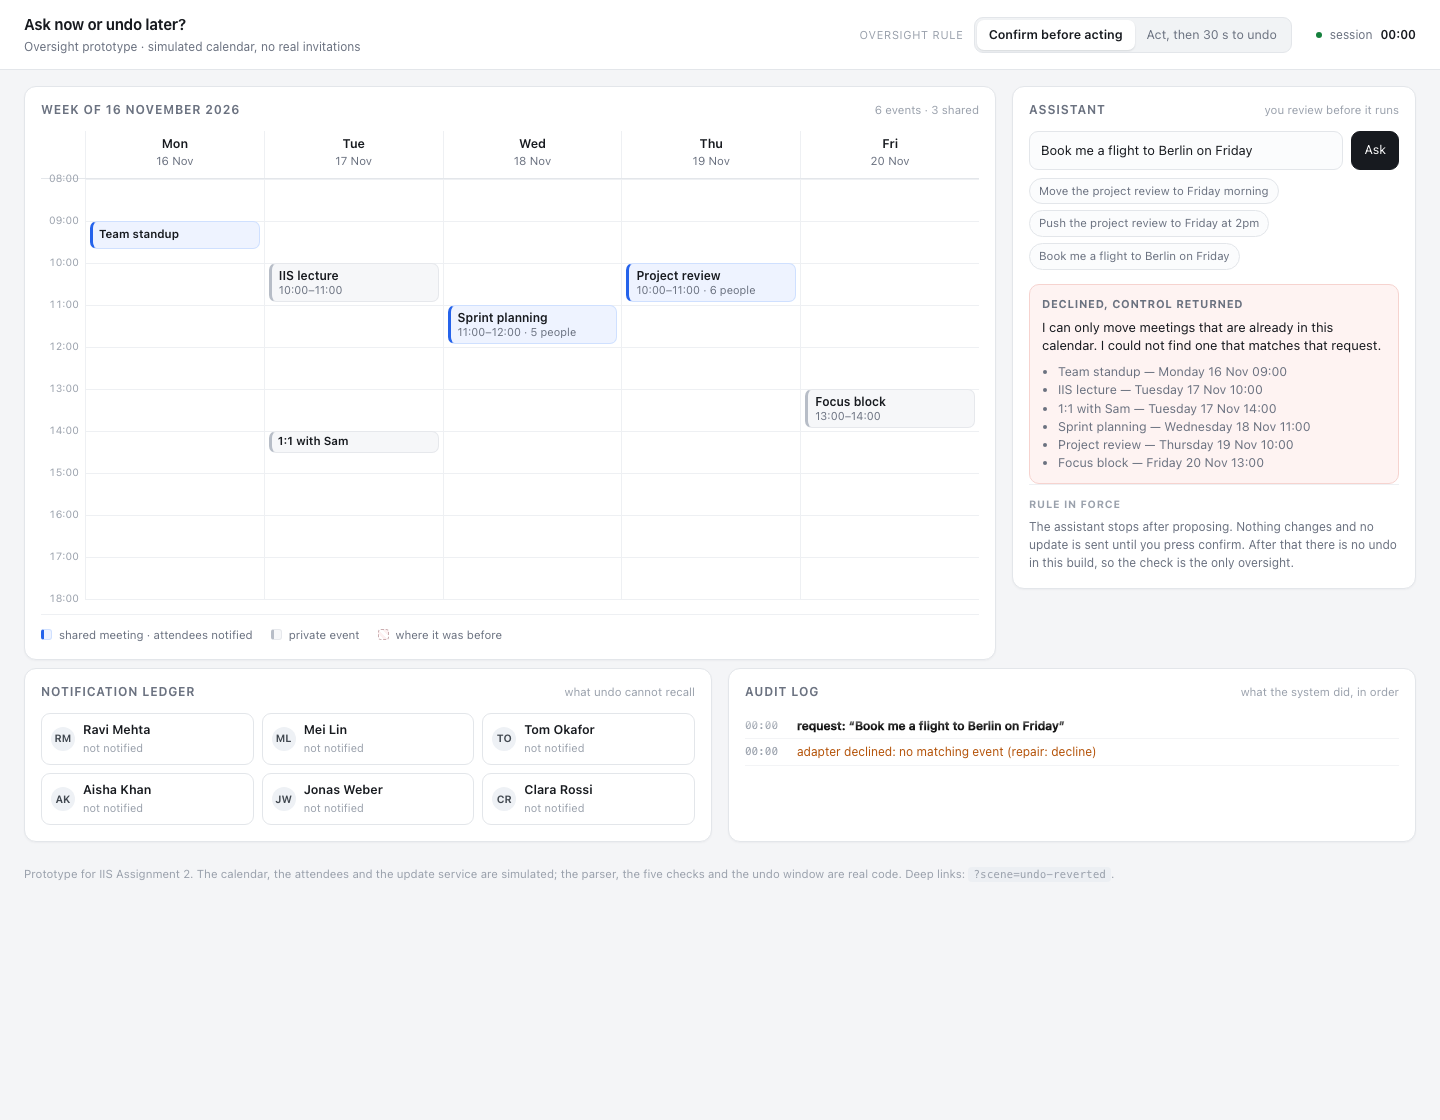 Ask now or undo later?
Oversight prototype · simulated calendar, no real invitations
OVERSIGHT RULE
Confirm before acting
Act, then 30 s to undo
session 00:00
WEEK OF 16 NOVEMBER 2026
6 events · 3 shared
Mon
16 Nov
Tue
17 Nov
Wed
18 Nov
Thu
19 Nov
Fri
20 Nov
08:00
09:00
10:00
11:00
12:00
13:00
14:00
15:00
16:00
17:00
18:00
Team standup
IIS lecture
10:00–11:00
1:1 with Sam
Sprint planning
11:00–12:00 · 5 people
Project review
10:00–11:00 · 6 people
Focus block
13:00–14:00
shared meeting · attendees notified
private event
where it was before
ASSISTANT
you review before it runs
Book me a flight to Berlin on Friday
Ask
Move the project review to Friday morning
Push the project review to Friday at 2pm
Book me a flight to Berlin on Friday
DECLINED, CONTROL RETURNED
I can only move meetings that are already in this
calendar. I could not find one that matches that request.
• Team standup — Monday 16 Nov 09:00
• IIS lecture — Tuesday 17 Nov 10:00
• 1:1 with Sam — Tuesday 17 Nov 14:00
• Sprint planning — Wednesday 18 Nov 11:00
• Project review — Thursday 19 Nov 10:00
• Focus block — Friday 20 Nov 13:00
RULE IN FORCE
The assistant stops after proposing. Nothing changes and no
update is sent until you press confirm. After that there is no undo
in this build, so the check is the only oversight.
NOTIFICATION LEDGER
what undo cannot recall
RM
Ravi Mehta
not notified
ML
Mei Lin
not notified
TO
Tom Okafor
not notified
AK
Aisha Khan
not notified
JW
Jonas Weber
not notified
CR
Clara Rossi
not notified
AUDIT LOG
what the system did, in order
00:00 request: “Book me a flight to Berlin on Friday”
00:00 adapter declined: no matching event (repair: decline)
Prototype for IIS Assignment 2. The calendar, the attendees and the update service are simulated; the parser, the five checks and the undo window are real code. Deep links: ?scene=undo-reverted.